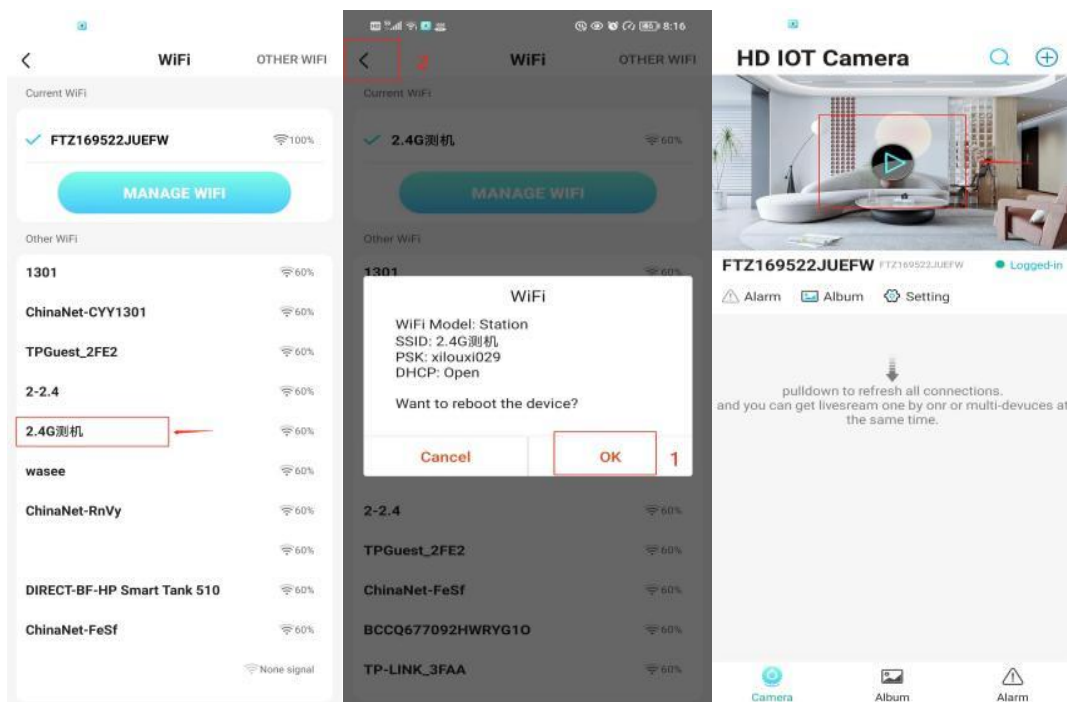 WiFi
OTHER WIFI
Current WiFi
FTZ169522JUEFW
100%
MANAGE WIFI
Other WiFi
1301
60%
ChinaNet-CYY1301
60%
TPGuest_2FE2
60%
2-2.4
60%
2.4G测机
60%
wasee
60%
ChinaNet-RnVy
60%
60%
DIRECT-BF-HP Smart Tank 510
60%
ChinaNet-FeSf
60%
None signal
8:16
2
WiFi
OTHER WIFI
Current WiFi
2.4G测机
60%
MANAGE WIFI
Other WiFi
1301
60%
WiFi
WiFi Model: Station
SSID: 2.4G测机
PSK: xilouxi029
DHCP: Open
Want to reboot the device?
Cancel
OK
1
2-2.4
60%
TPGuest_2FE2
60%
ChinaNet-FeSf
60%
BCCQ677092HWRYG1O
60%
TP-LINK_3FAA
60%
HD IOT Camera
FTZ169522JUEFW FTZ169522JUEFW Logged-in
Alarm Album Setting
pulldown to refresh all connections.
and you can get livesream one by onr or multi-devuces at
the same time.
Camera Album Alarm